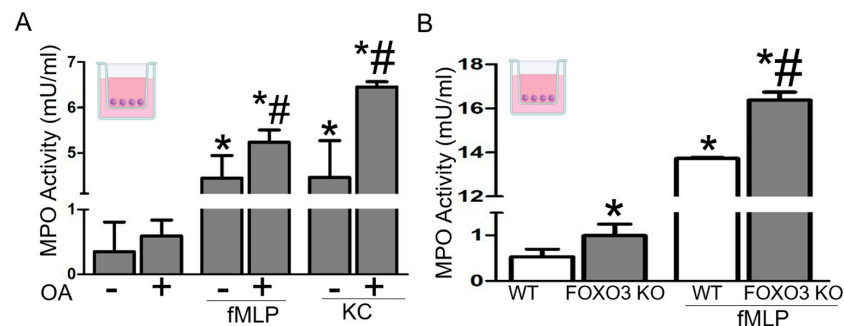 A
MPO Activity (mU/ml)
7
6
5
1
0
*
*#
*
*#
OA
- + - + - +
fMLP
KC
B
MPO Activity (mU/ml)
18
16
14
12
1
0
*
*
*#
WT FOXO3 KO WT FOXO3 KO
fMLP